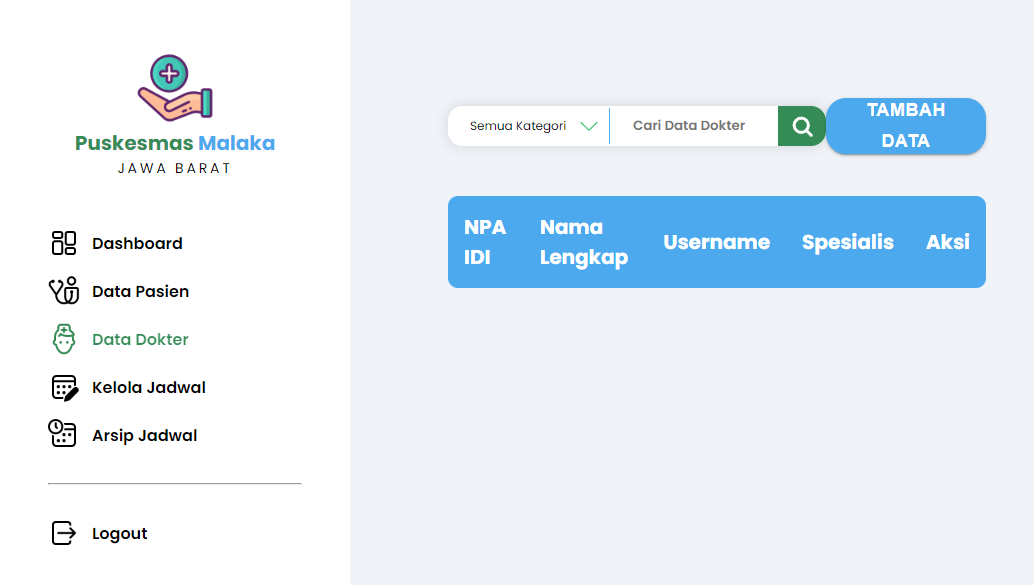 Puskesmas Malaka
JAWA BARAT
Dashboard
Data Pasien
Data Dokter
Kelola Jadwal
Arsip Jadwal
Logout
Semua Kategori
Cari Data Dokter
TAMBAH
DATA
NPA
IDI
Nama
Lengkap
Username
Spesialis
Aksi